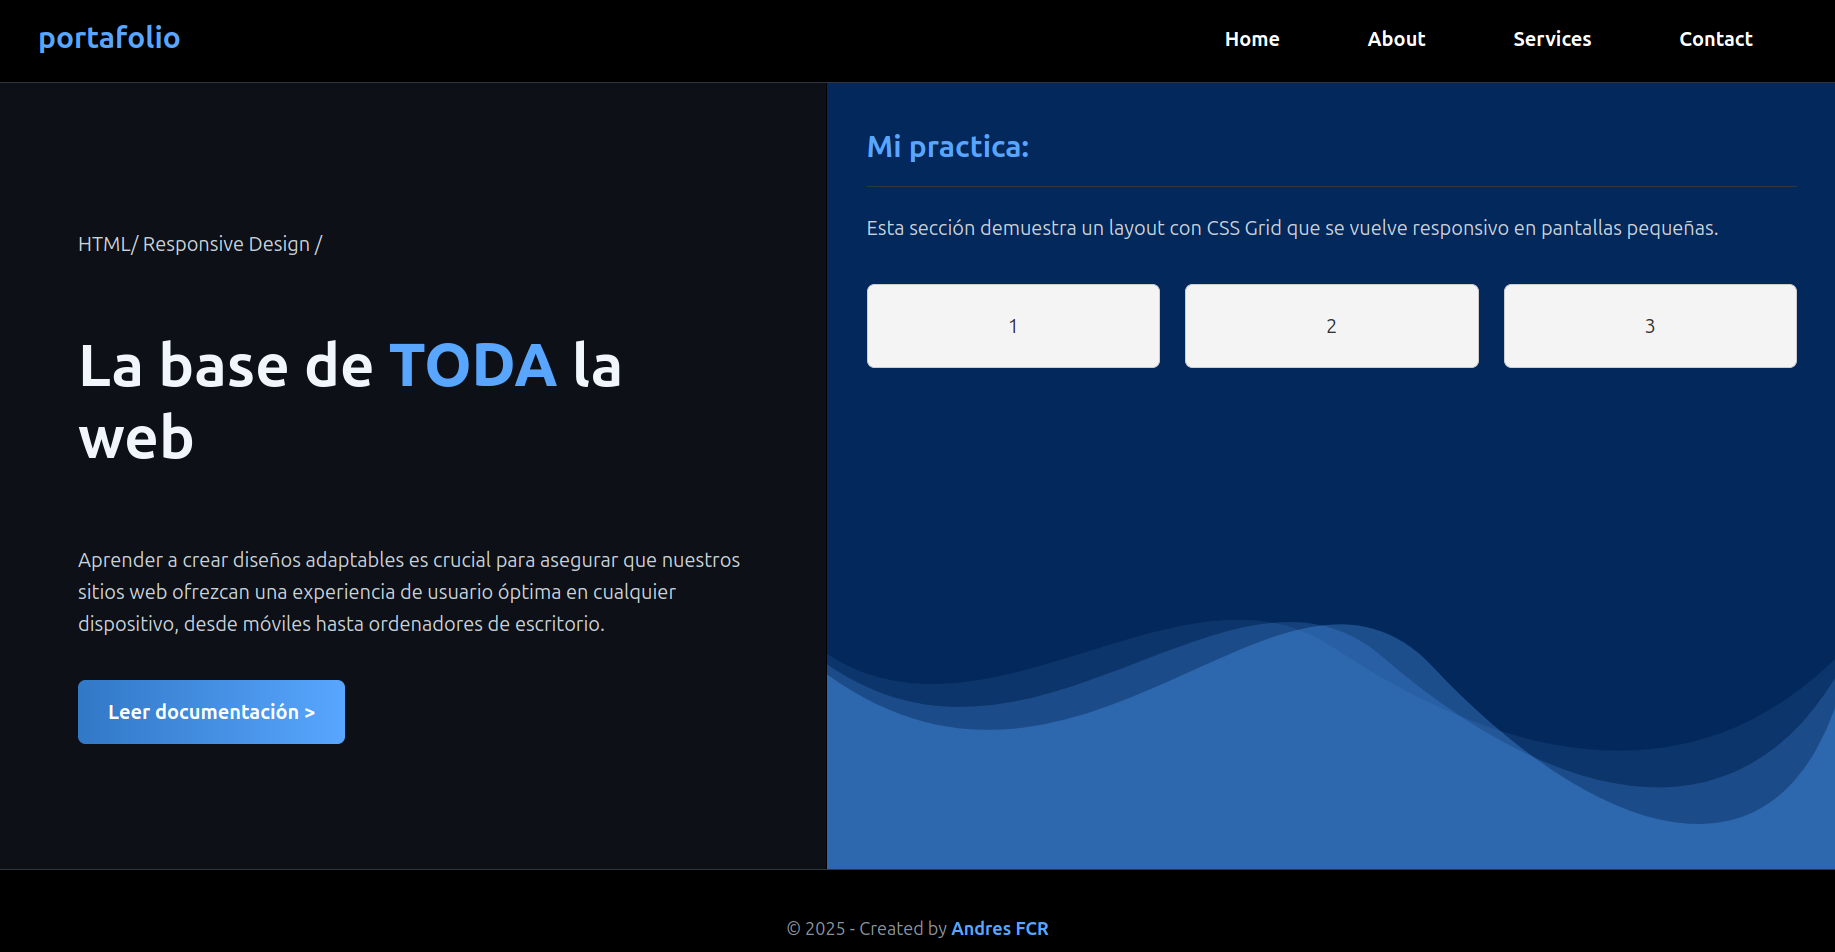 portafolio
Home About Services Contact
HTML/ Responsive Design /
La base de TODA la
web
Aprender a crear diseños adaptables es crucial para asegurar que nuestros
sitios web ofrezcan una experiencia de usuario óptima en cualquier
dispositivo, desde móviles hasta ordenadores de escritorio.
Leer documentación >
Mi practica:
Esta sección demuestra un layout con CSS Grid que se vuelve responsivo en pantallas pequeñas.
1 2 3
© 2025 - Created by Andres FCR